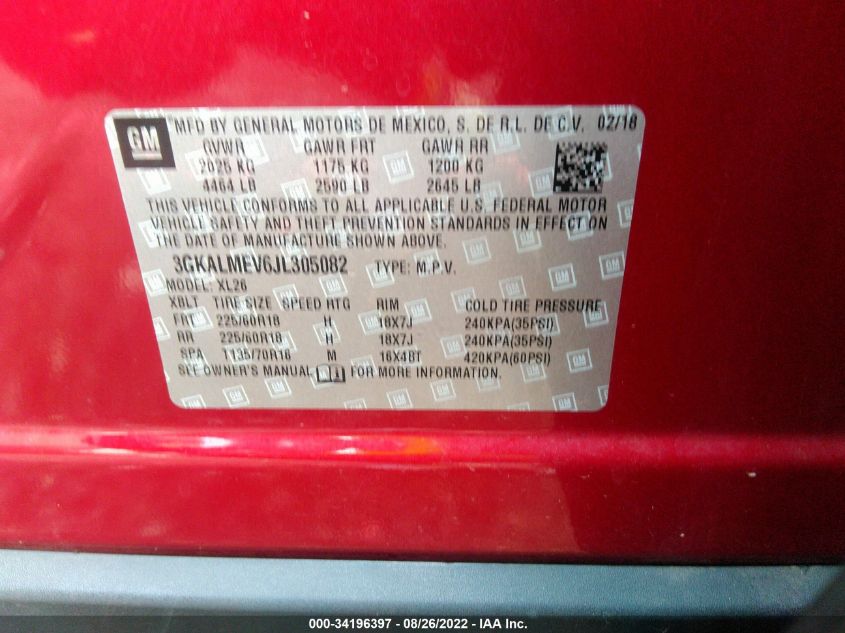 GM MFD BY GENERAL MOTORS DE MEXICO, S. DE R.L. DE C.V. 02/18
GVWR GAWR FRT GAWR RR
2025 KG 1175 KG 1200 KG
4464 LB 2590 LB 2645 LB
THIS VEHICLE CONFORMS TO ALL APPLICABLE U.S. FEDERAL MOTOR
VEHICLE SAFETY AND THEFT PREVENTION STANDARDS IN EFFECT ON
THE DATE OF MANUFACTURE SHOWN ABOVE.
3GKALMEV6JL305082 TYPE: M.P.V.
MODEL: XL26
XBLT TIRE SIZE SPEED RTG RIM COLD TIRE PRESSURE
FRT 225/60R18 H 18X7J 240KPA(35PSI)
RR 225/60R18 H 18X7J 240KPA(35PSI)
SPA T135/70R16 M 16X4BT 420KPA(60PSI)
SEE OWNER'S MANUAL FOR MORE INFORMATION.
000-34196397 - 08/26/2022 - IAA Inc.